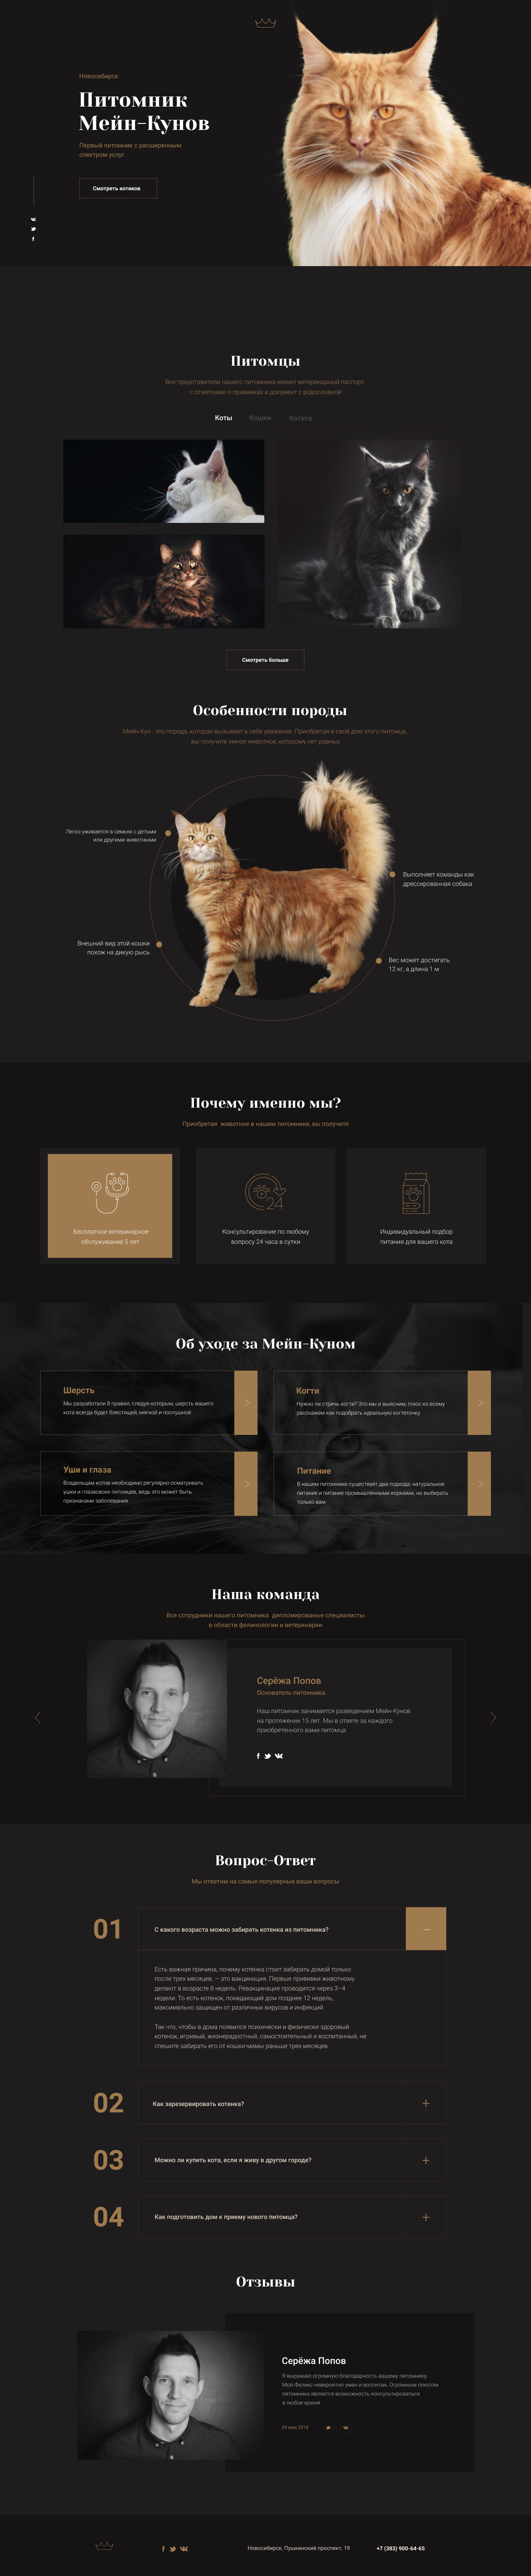 Новосибирск
Питомник
Мейн-Кунов
Первый питомник с расширенным
спектром услуг
Смотреть котиков
Питомцы
Все представители нашего питомника имеют ветеринарный паспорт
с отметками о прививках и документ с родословной
Коты Кошки Котята
Смотреть больше
Особенности породы
Мейн-Кун - это порода, которая вызывает к себе уважение. Приобретая в свой дом этого питомца,
вы получите умное животное, которому нет равных
Легко уживается в семьях с детьми
или другими животными
Выполняет команды как
дрессированная собака
Внешний вид этой кошки
похож на дикую рысь
Вес может достигать
12 кг, а длина 1 м
Почему именно мы?
Приобретая животное в нашем питомнике, вы получите
Бесплатное ветеринарное
обслуживание 5 лет
24
Консультирование по любому
вопросу 24 часа в сутки
Индивидуальный подбор
питания для вашего кота
Об уходе за Мейн-Куном
Шерсть
Мы разработали 8 правил, следуя которым, шерсть вашего
кота всегда будет блестящей, мягкой и послушной
Когти
Нужно ли стричь когти? Это мы и выясним, плюс ко всему
расскажем как подобрать идеальную когтеточку
Уши и глаза
Владельцам котов необходимо регулярно осматривать
ушки и глаза своих питомцев, ведь это может быть
признаками заболевания
Питание
В нашем питомнике существует два подхода: натуральное
питание и питание промышленными кормами, но выбирать
только вам
Наша команда
Все сотрудники нашего питомника дипломированые специалисты
в области фелинологии и ветеринарии
Серёжа Попов
Основатель питомника
Наш питомник занимается разведением Мейн-Кунов
на протяжении 15 лет. Мы в ответе за каждого
приобретенного вами питомца
Вопрос-Ответ
Мы ответим на самые популярные ваши вопросы
01
С какого возраста можно забирать котенка из питомника?
Есть важная причина, почему котенка стоит забирать домой только
после трех месяцев, — это вакцинация. Первые прививки животному
делают в возрасте 8 недель. Ревакцинация проводится через 3–4
недели. То есть котенок, покидающий дом позднее 12 недель,
максимально защищен от различных вирусов и инфекций.
Так что, чтобы в дома появился психически и физически здоровый
котенок, игривый, жизнерадостный, самостоятельный и воспитанный, не
спешите забирать его от кошки-мамы раньше трех месяцев.
02
Как зарезервировать котенка?
03
Можно ли купить кота, если я живу в другом городе?
04
Как подготовить дом к приему нового питомца?
Отзывы
Серёжа Попов
Я выражаю огромную благодарность вашему питомнику.
Мой Феликс невероятно умен и воспитан. Огромным плюсом
питомника является возможность консультироваться
в любое время
24 мая 2018
Новосибирск, Пушкинский проспект, 19
+7 (383) 900-64-65